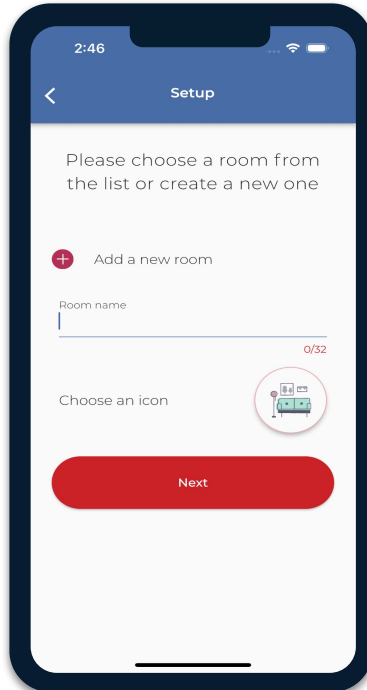 2:46
Setup
Please choose a room from
the list or create a new one
Add a new room
Room name
0/32
Choose an icon
Next